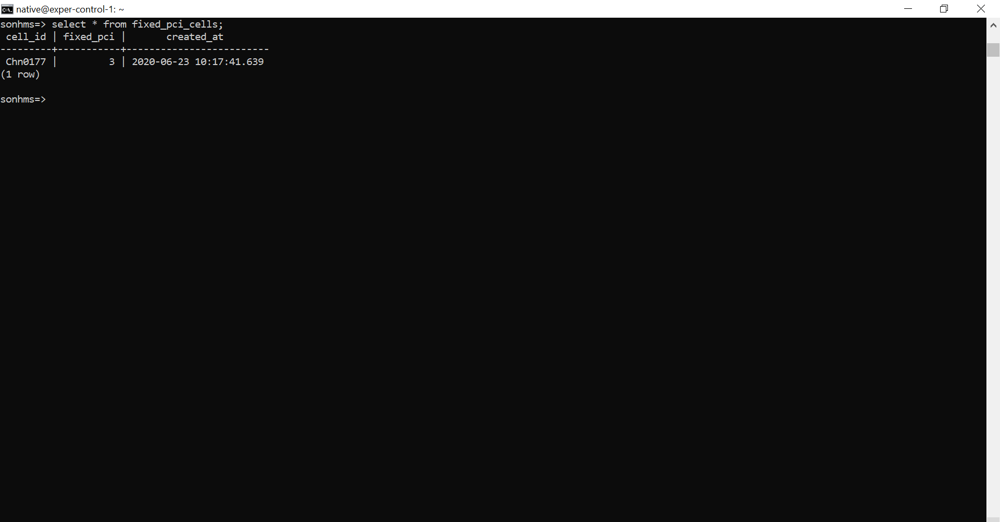 native@exper-control-1: ~
sonhms=> select * from fixed_pci_cells;
 cell_id | fixed_pci |       created_at
---------+-----------+-------------------------
 Chn0177 |         3 | 2020-06-23 10:17:41.639
(1 row)
sonhms=>